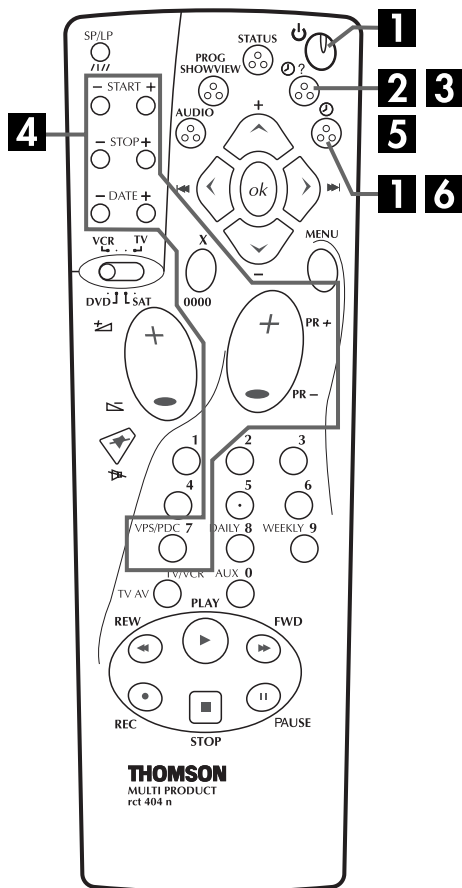 SP/LP
STATUS
1
PROG
SHOWVIEW
?
2 3
– START +
AUDIO
+
4
5
– STOP +
ok
1 6
– DATE +
VCR TV
X
MENU
–
DVD SAT
0000
+
+
+
PR +
–
PR –
1 2 3
4 5 6
VPS/PDC 7 DAILY 8 WEEKLY 9
TV/VCR AUX 0
TV AV
PLAY
REW FWD
REC PAUSE
STOP
THOMSON
MULTI PRODUCT
rct 404 n